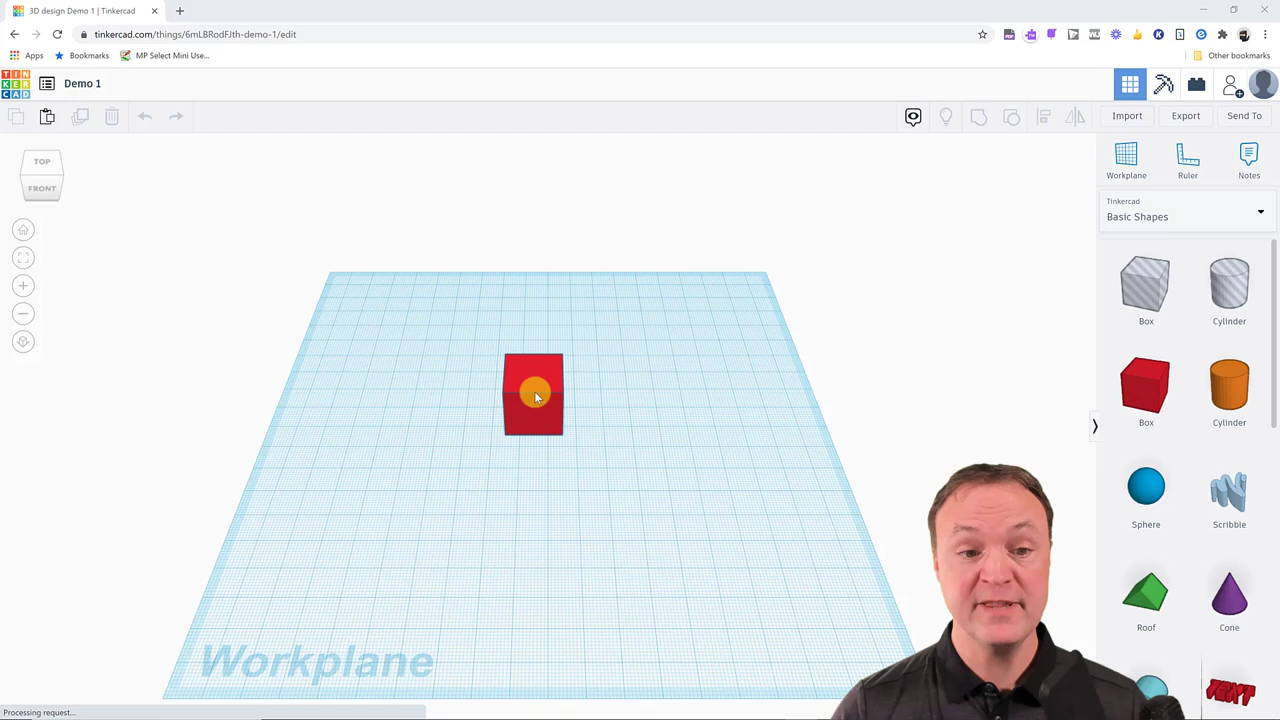 3D design Demo 1 | Tinkercad
tinkercad.com/things/6mLBRodFJth-demo-1/edit
Apps
Bookmarks
MP Select Mini Use...
Other bookmarks
TIN
KER
CAD
Demo 1
Import
Export
Send To
TOP
FRONT
Workplane
Ruler
Notes
Tinkercad
Basic Shapes
Box
Cylinder
Box
Cylinder
Sphere
Scribble
Roof
Cone
TEXT
Workplane
Processing request...